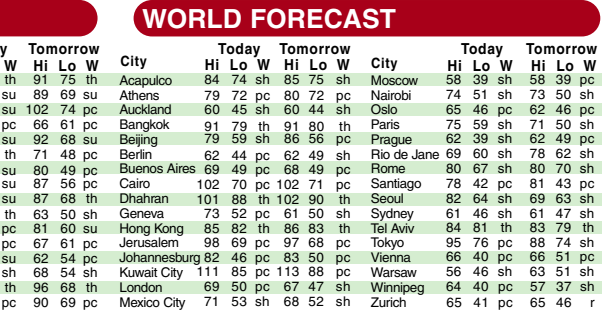 WORLD FORECAST
y Tomorrow
W Hi Lo W
th 91 75 th
su 89 69 su
su 102 74 pc
pc 66 61 pc
su 92 68 su
th 71 48 pc
su 80 49 pc
su 87 56 pc
su 87 68 th
th 63 50 sh
pc 81 60 su
pc 67 61 pc
su 62 54 pc
sh 68 54 sh
th 96 68 th
pc 90 69 pc
Today Tomorrow
City Hi Lo W Hi Lo W
Acapulco 84 74 sh 85 75 sh
Athens 79 72 pc 80 72 pc
Auckland 60 45 sh 60 44 sh
Bangkok 91 79 th 91 80 th
Beijing 79 59 sh 86 56 pc
Berlin 62 44 pc 62 49 sh
Buenos Aires 69 49 pc 68 49 pc
Cairo 102 70 pc 102 71 pc
Dhahran 101 88 th 102 90 th
Geneva 73 52 pc 61 50 sh
Hong Kong 85 82 th 86 83 th
Jerusalem 98 69 pc 97 68 pc
Johannesburg 82 46 pc 83 50 pc
Kuwait City 111 85 pc 113 88 pc
London 69 50 pc 67 47 sh
Mexico City 71 53 sh 68 52 sh
Today Tomorrow
City Hi Lo W Hi Lo W
Moscow 58 39 sh 58 39 pc
Nairobi 74 51 sh 73 50 sh
Oslo 65 46 pc 62 46 pc
Paris 75 59 sh 71 50 sh
Prague 62 39 sh 62 49 pc
Rio de Jane 69 60 sh 78 62 sh
Rome 80 67 sh 80 70 sh
Santiago 78 42 pc 81 43 pc
Seoul 82 64 sh 69 63 sh
Sydney 61 46 sh 61 47 sh
Tel Aviv 84 81 th 83 79 th
Tokyo 95 76 pc 88 74 sh
Vienna 66 40 pc 66 51 pc
Warsaw 56 46 sh 63 51 sh
Winnipeg 64 40 pc 57 37 sh
Zurich 65 41 pc 65 46 r